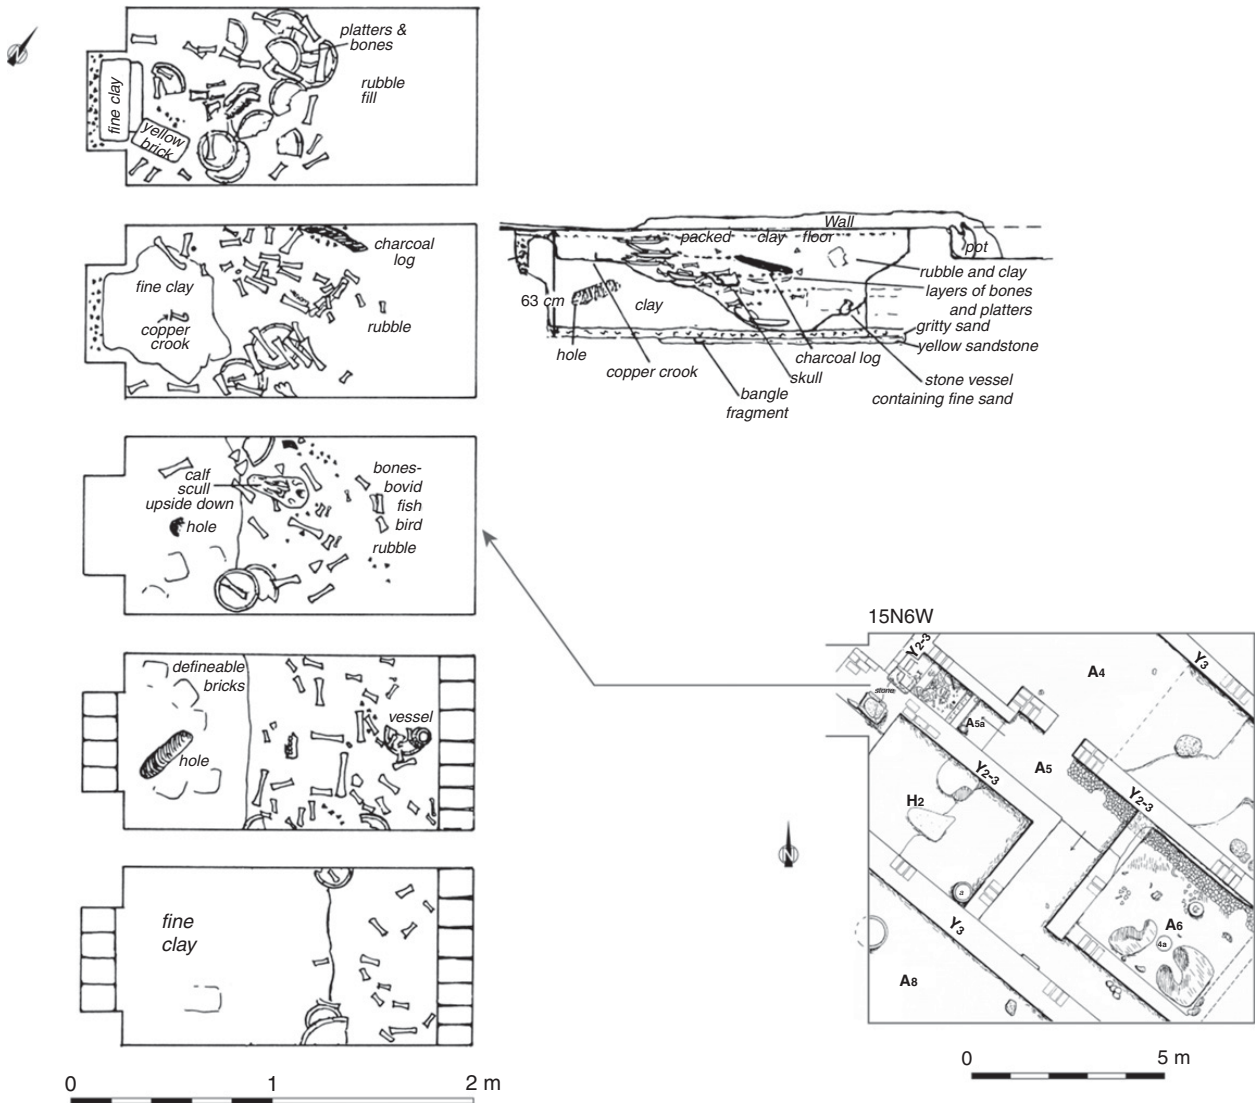 N
platters &
bones
rubble
fill
fine clay
yellow
brick
charcoal
log
fine clay
copper
crook
rubble
Wall
packed clay floor
pot
rubble and clay
layers of bones
and platters
gritty sand
yellow sandstone
63 cm
clay
hole
copper crook
charcoal log
skull
bangle
fragment
stone vessel
containing fine sand
calf
scull
upside down
hole
bones-
bovid
fish
bird
rubble
defineable
bricks
vessel
hole
fine
clay
0 1 2 m
15N6W
Y2-3
Y3
A4
stone
A5a
A5
Y2-3
Y2-3
H2
a
N
A6
4a
Y3
A8
0 5 m